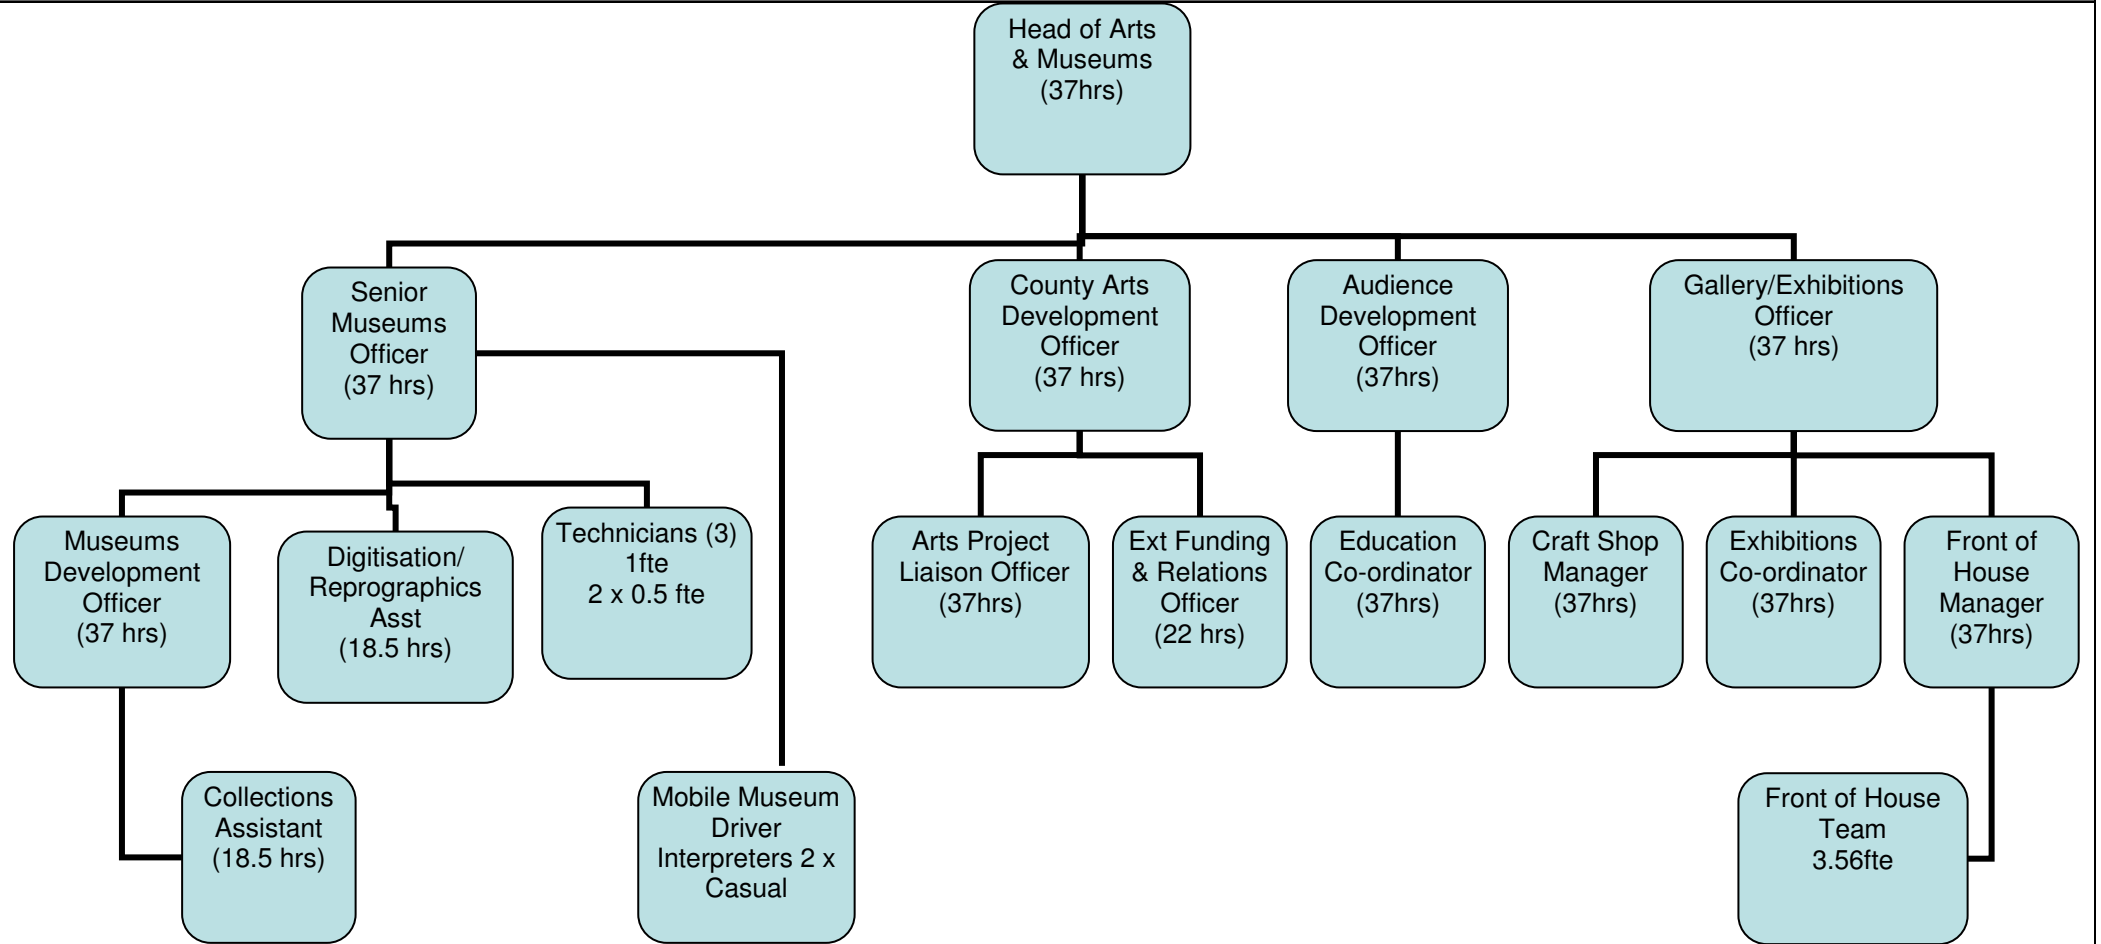 Head of Arts
& Museums
(37hrs)
Senior
Museums
Officer
(37 hrs)
County Arts
Development
Officer
(37 hrs)
Audience
Development
Officer
(37hrs)
Gallery/Exhibitions
Officer
(37 hrs)
Museums
Development
Officer
(37 hrs)
Digitisation/
Reprographics
Asst
(18.5 hrs)
Technicians (3)
1fte
2 x 0.5 fte
Arts Project
Liaison Officer
(37hrs)
Ext Funding
& Relations
Officer
(22 hrs)
Education
Co-ordinator
(37hrs)
Craft Shop
Manager
(37hrs)
Exhibitions
Co-ordinator
(37hrs)
Front of
House
Manager
(37hrs)
Collections
Assistant
(18.5 hrs)
Mobile Museum
Driver
Interpreters 2 x
Casual
Front of House
Team
3.56fte